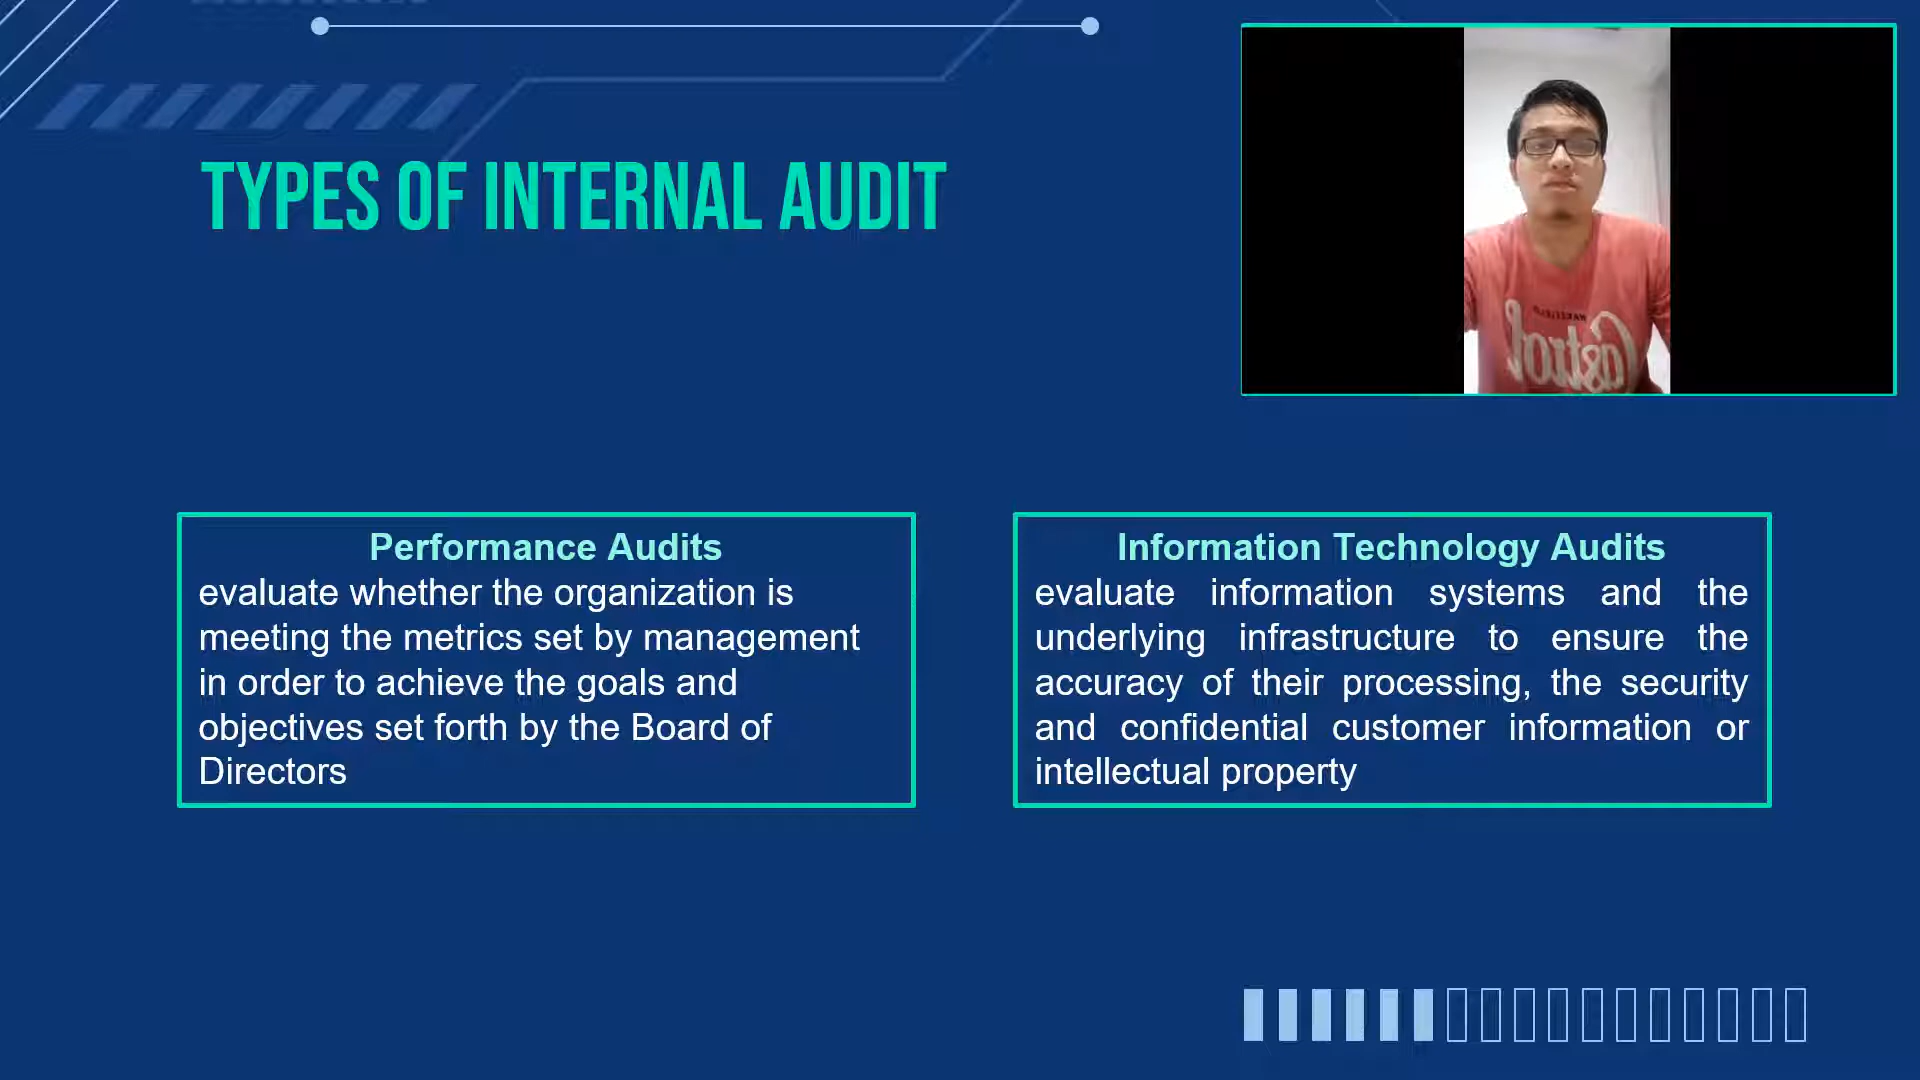 TYPES OF INTERNAL AUDIT
Castrol
Performance Audits
evaluate whether the organization is
meeting the metrics set by management
in order to achieve the goals and
objectives set forth by the Board of
Directors
Information Technology Audits
evaluate information systems and the
underlying infrastructure to ensure the
accuracy of their processing, the security
and confidential customer information or
intellectual property